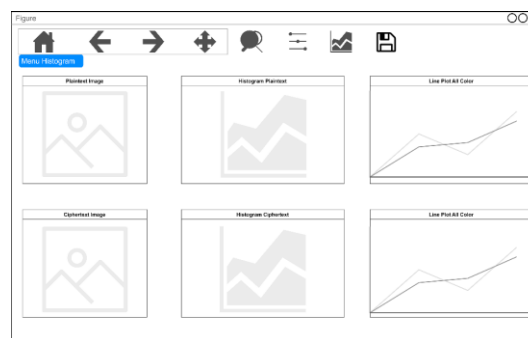 Figure
Menu Histogram
Plaintext Image
Histogram Plaintext
Line Plot All Color
Ciphertext Image
Histogram Ciphertext
Line Plot All Color